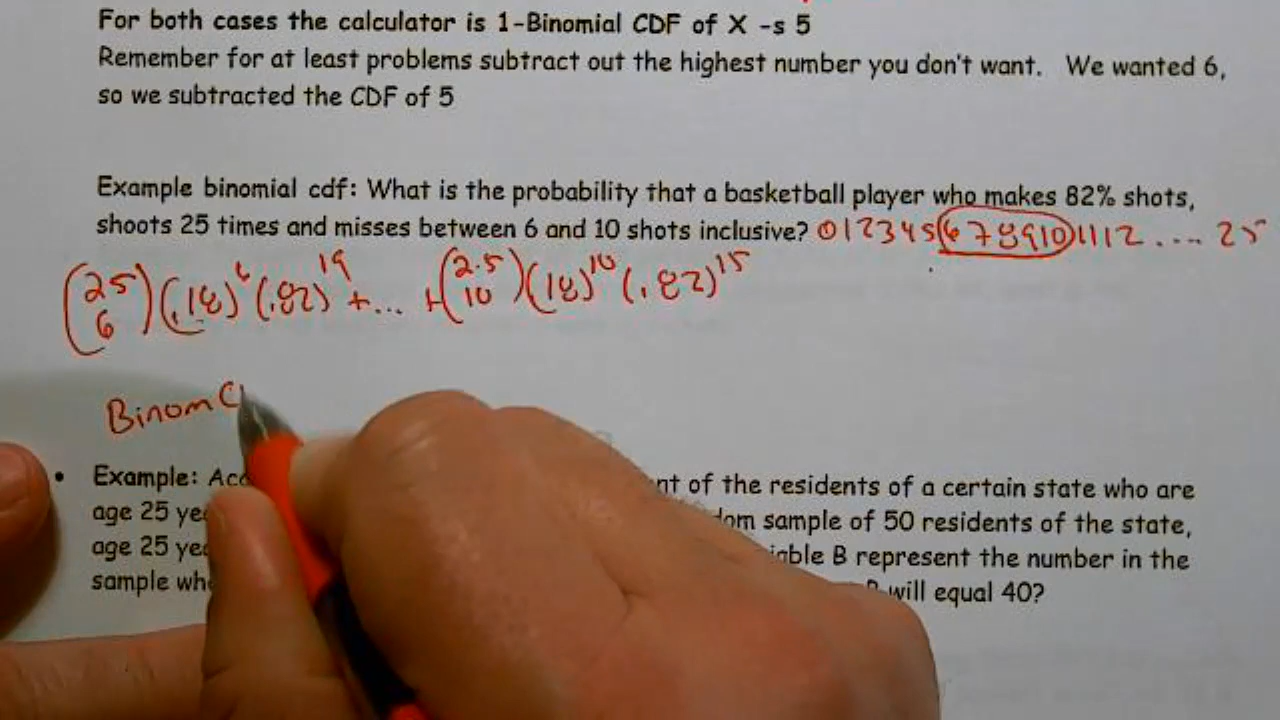 For both cases the calculator is 1-Binomial CDF of X -s 5
Remember for at least problems subtract out the highest number you don't want. We wanted 6,
so we subtracted the CDF of 5
Example binomial cdf: What is the probability that a basketball player who makes 82% shots,
shoots 25 times and misses between 6 and 10 shots inclusive? 0 1 2 3 4 5 6 7 8 9 10 11 12 .... 25
(25 6)(.18)^6(.82)^19 + ... + (25 10)(18)^10(.82)^15
Binom C
• Example: nt of the residents of a certain state who are
age 25 dom sample of 50 residents of the state,
age 25 iable B represent the number in the
sample will equal 40?